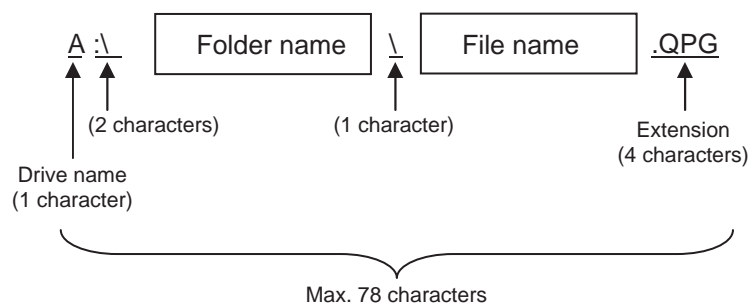 A :\ Folder name \ File name .QPG
(2 characters) (1 character) Extension
(4 characters)
Drive name
(1 character)
Max. 78 characters